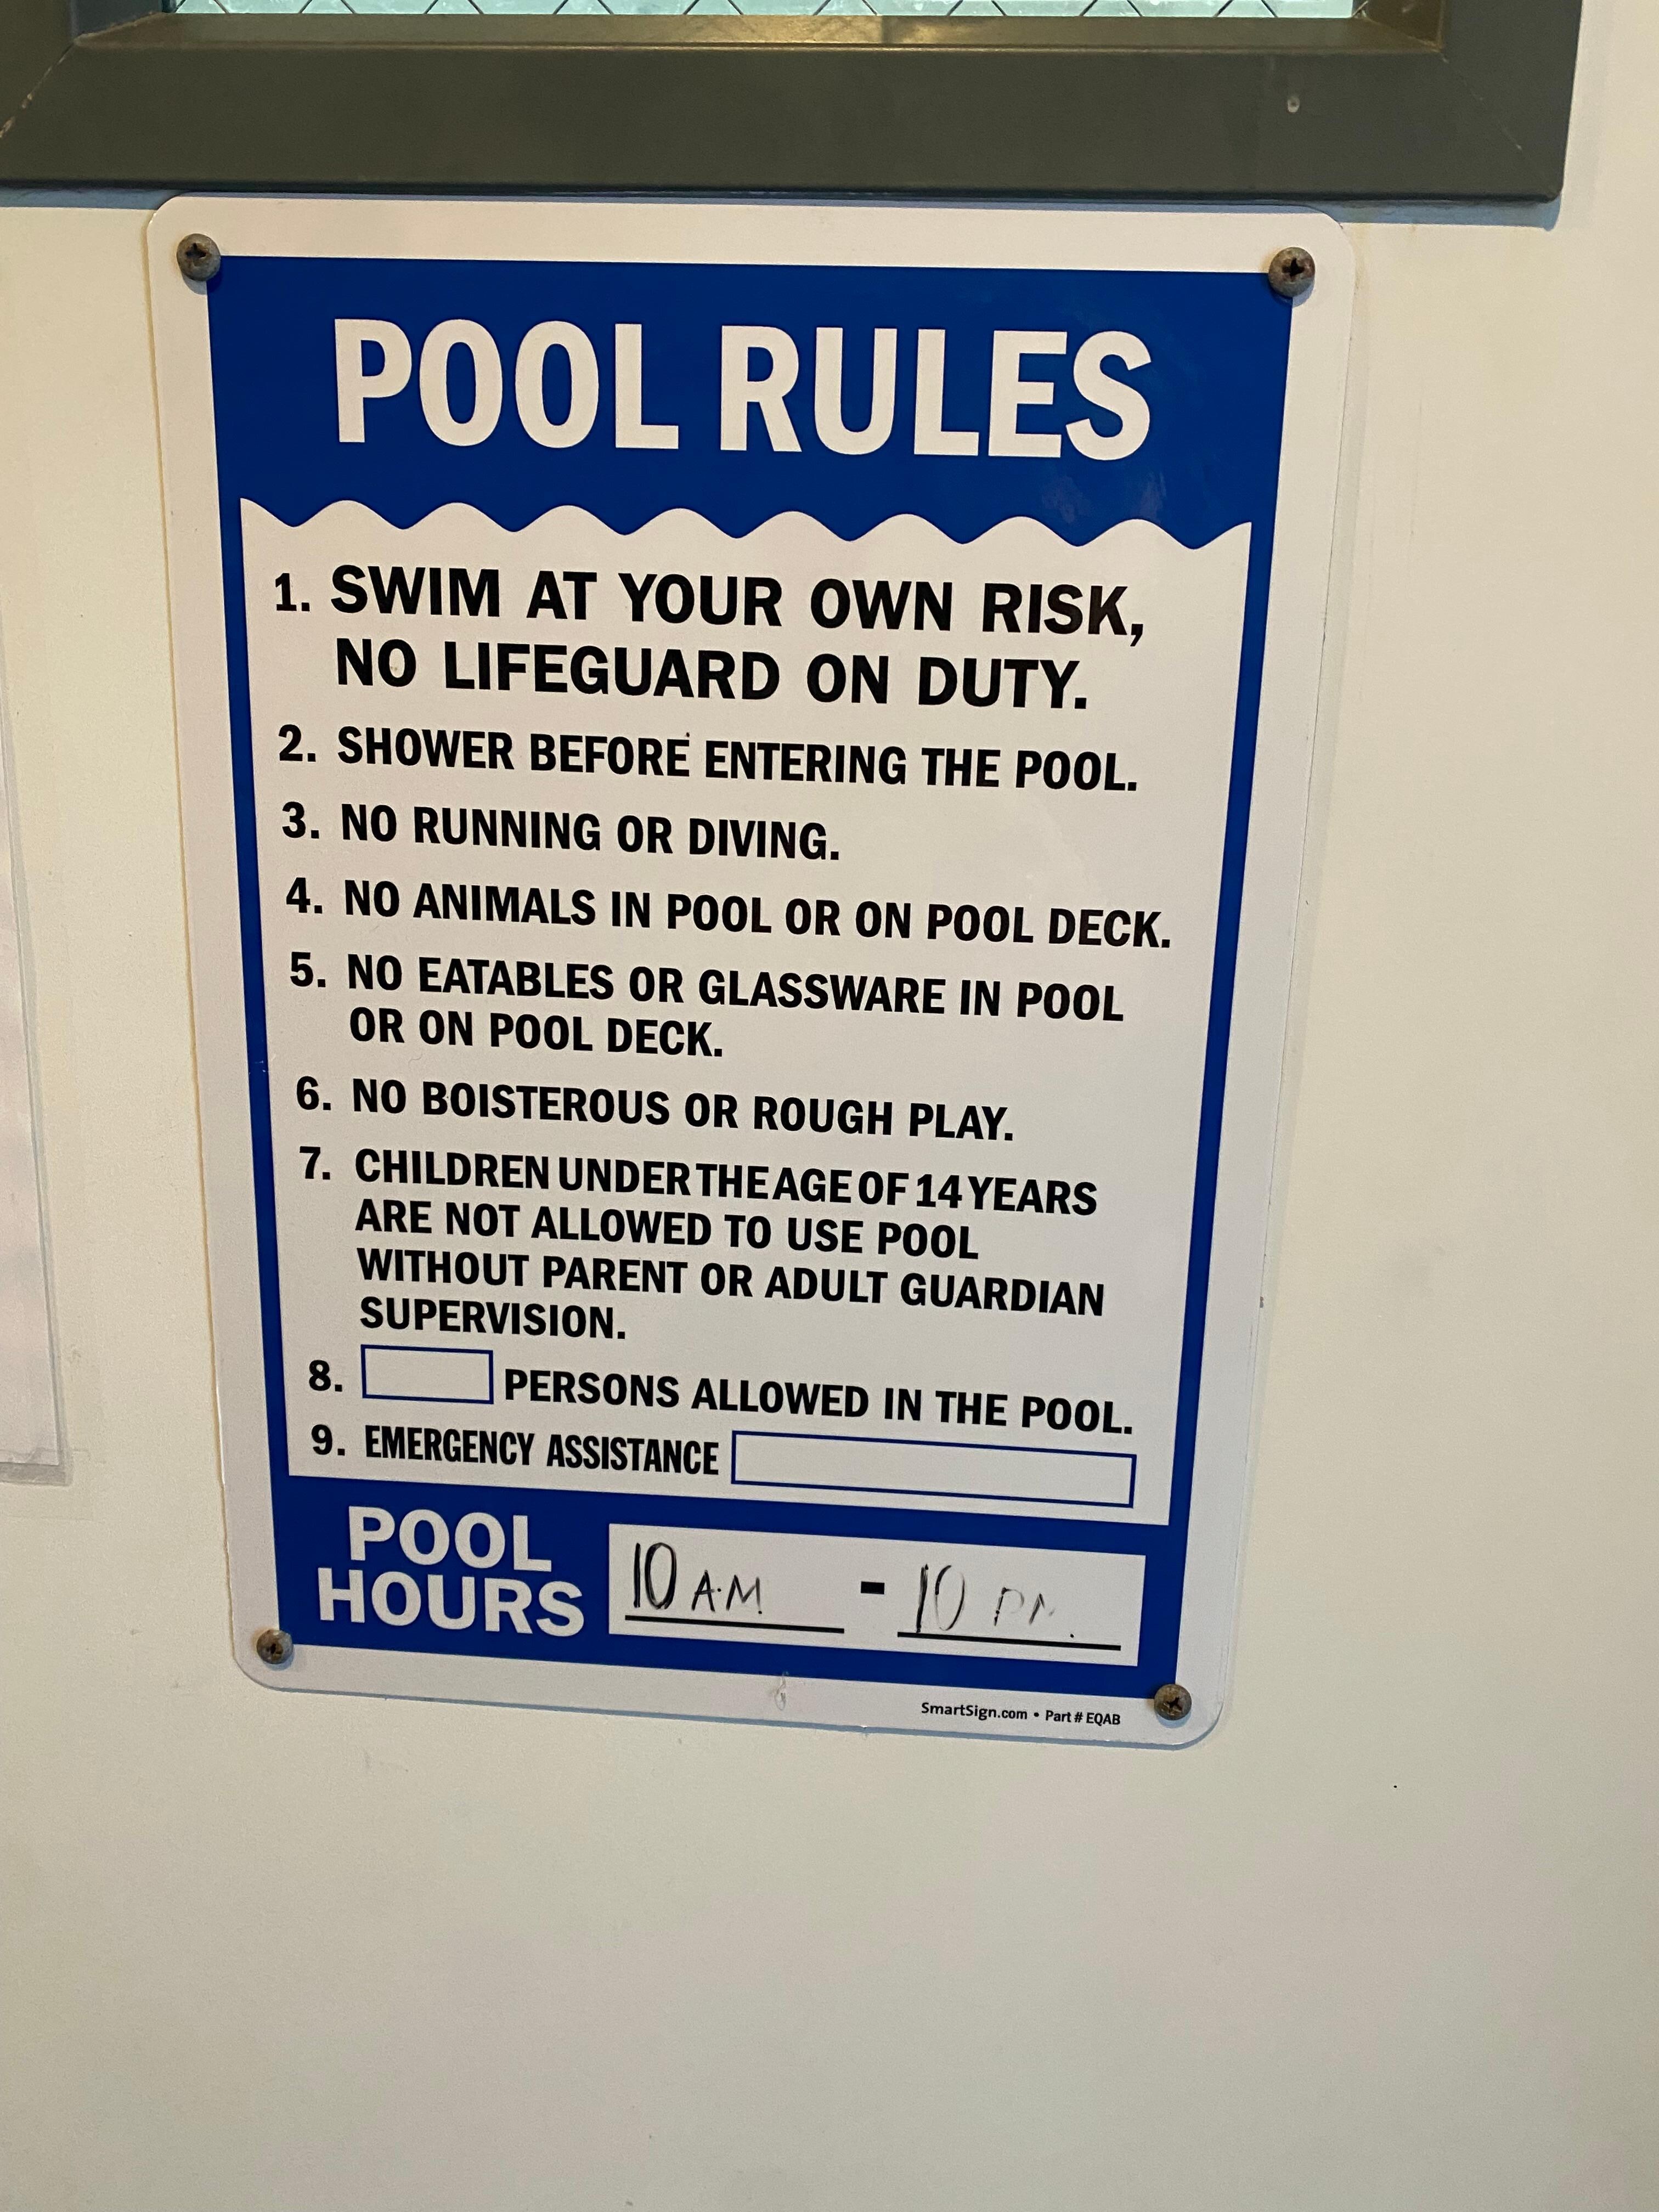 POOL RULES
1. SWIM AT YOUR OWN RISK,
NO LIFEGUARD ON DUTY.
2. SHOWER BEFORE ENTERING THE POOL.
3. NO RUNNING OR DIVING.
4. NO ANIMALS IN POOL OR ON POOL DECK.
5. NO EATABLES OR GLASSWARE IN POOL
OR ON POOL DECK.
6. NO BOISTEROUS OR ROUGH PLAY.
7. CHILDREN UNDER THE AGE OF 14 YEARS
ARE NOT ALLOWED TO USE POOL
WITHOUT PARENT OR ADULT GUARDIAN
SUPERVISION.
8. PERSONS ALLOWED IN THE POOL.
9. EMERGENCY ASSISTANCE
POOL
HOURS
10 AM - 10 PM.
SmartSign.com • Part # EQAB